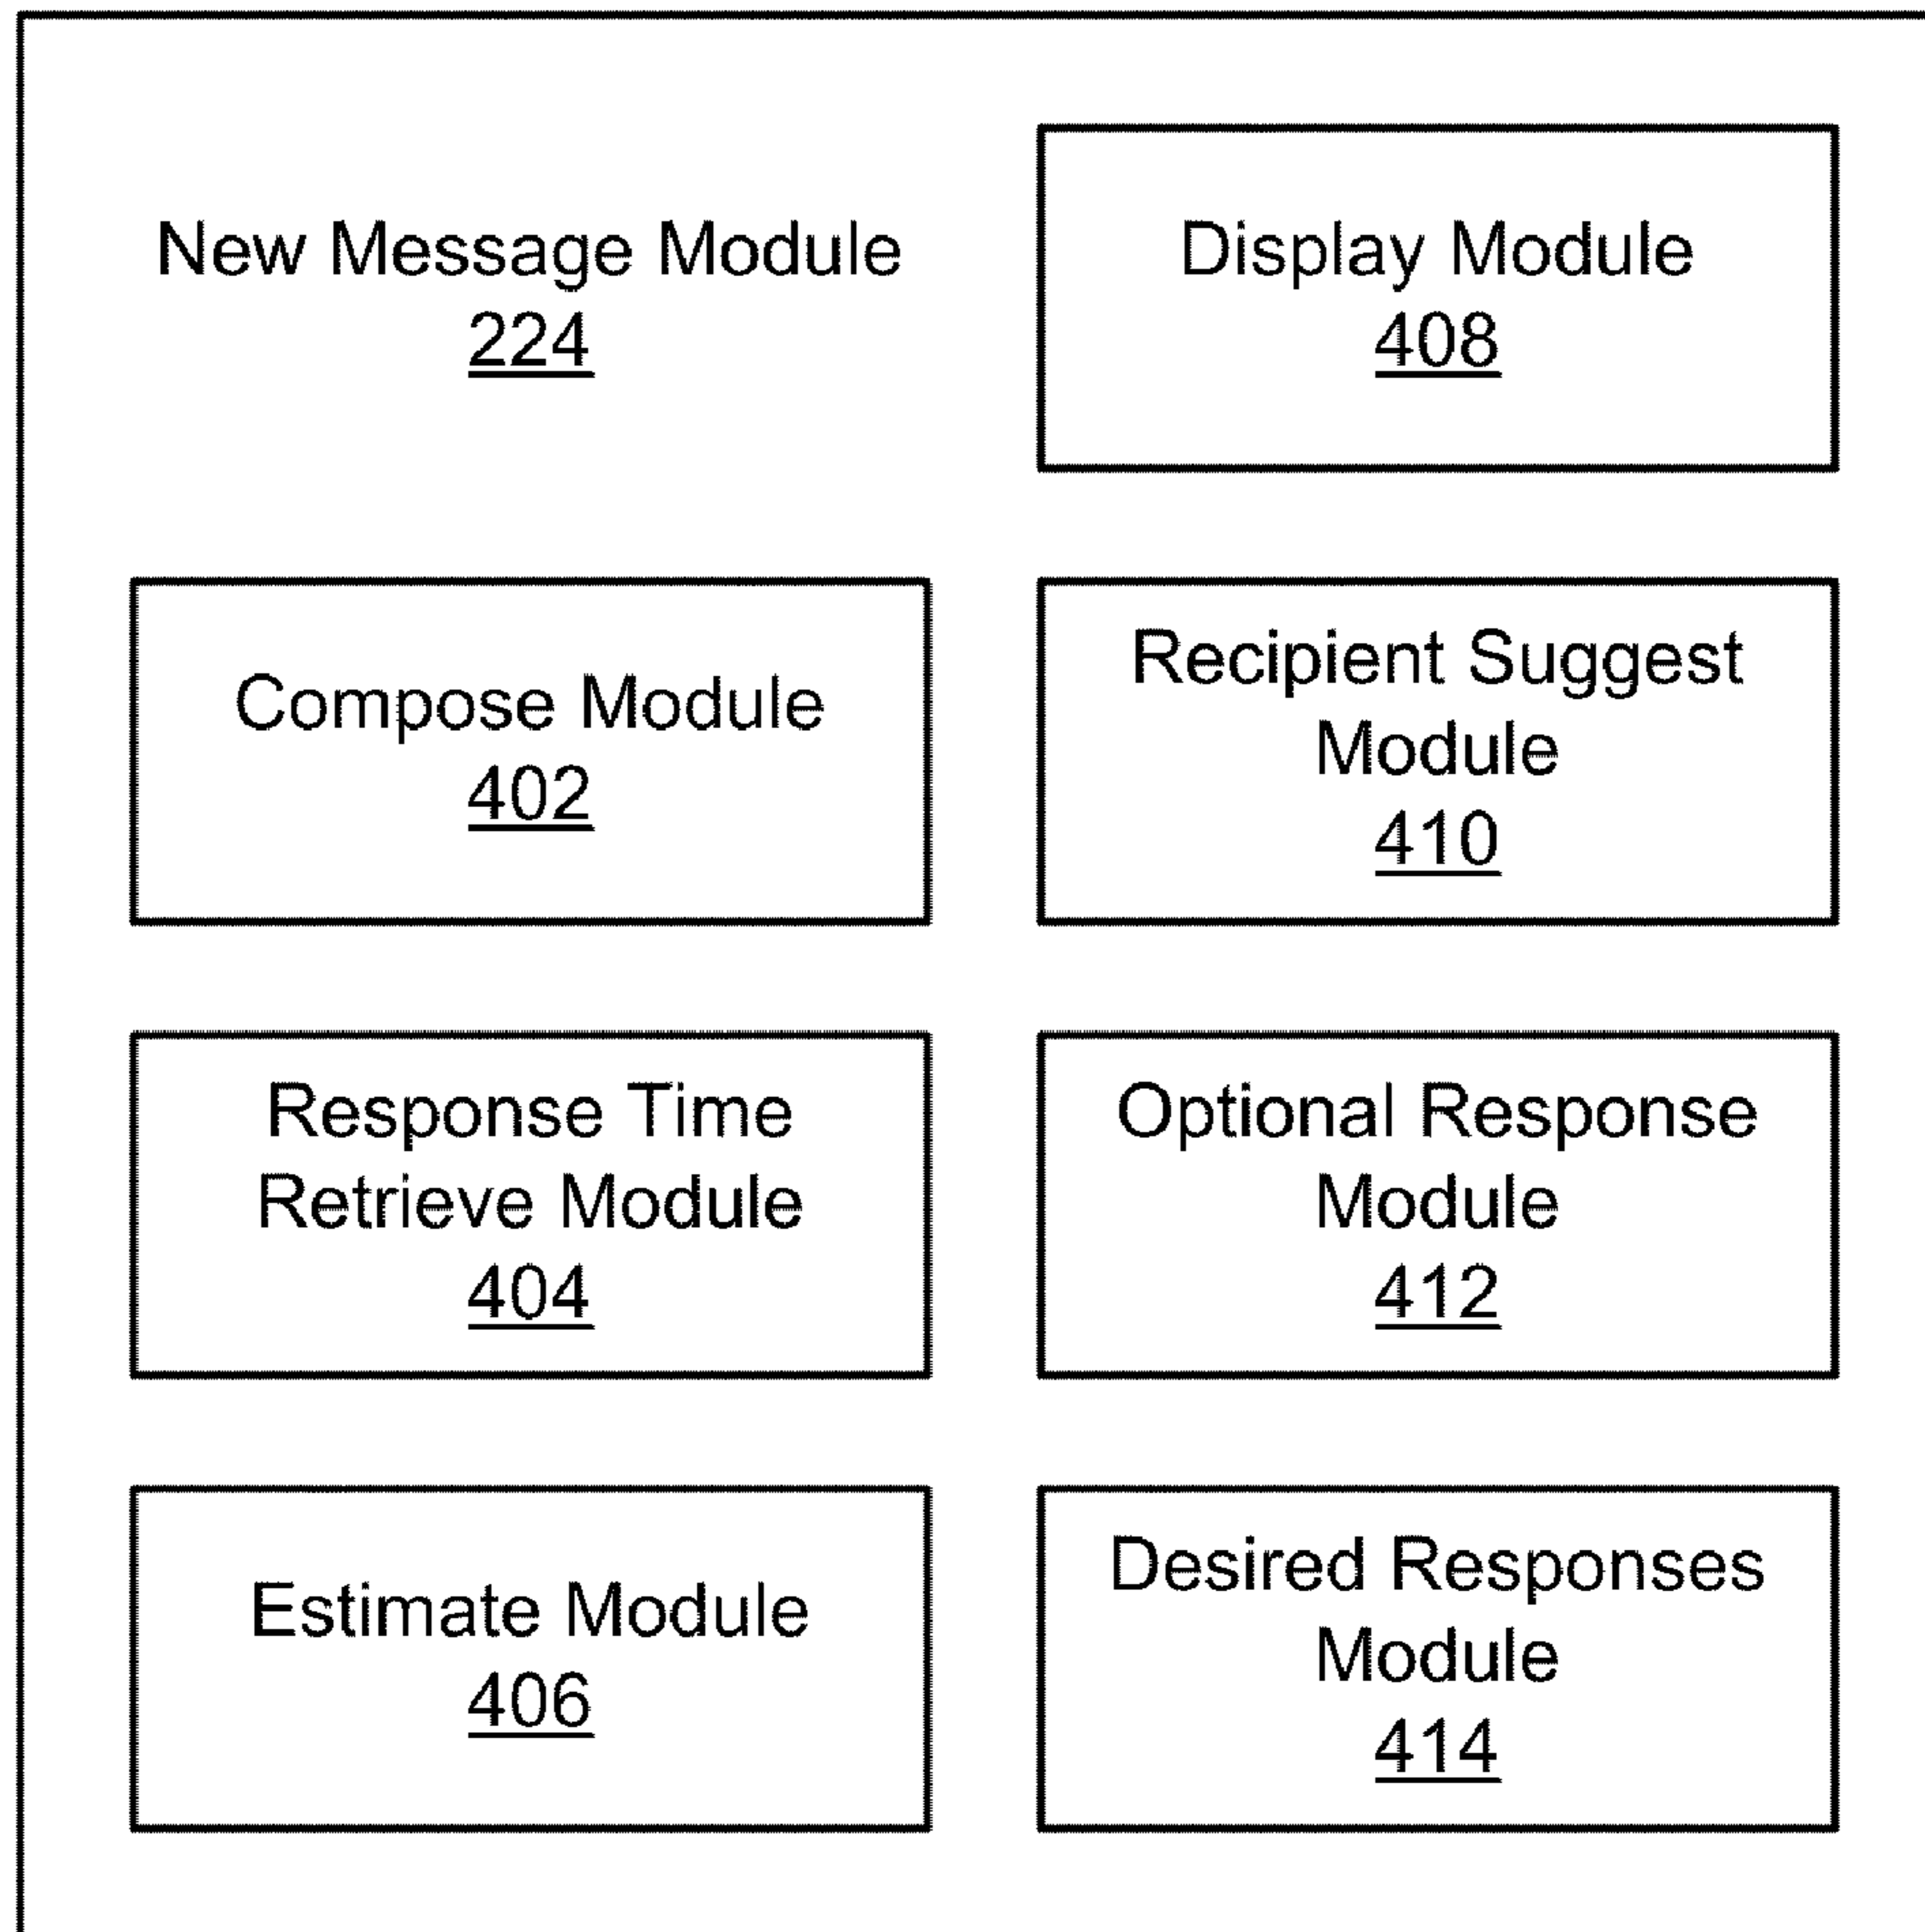 New Message Module
224
Display Module
408
Compose Module
402
Recipient Suggest
Module
410
Response Time
Retrieve Module
404
Optional Response
Module
412
Estimate Module
406
Desired Responses
Module
414